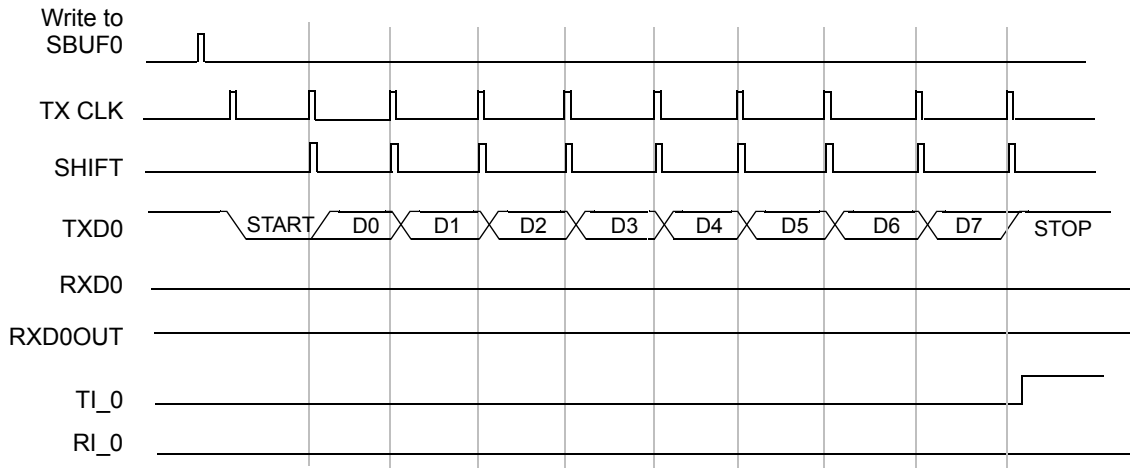 Write to
SBUF0
TX CLK
SHIFT
TXD0 START D0 D1 D2 D3 D4 D5 D6 D7 STOP
RXD0
RXD0OUT
TI_0
RI_0